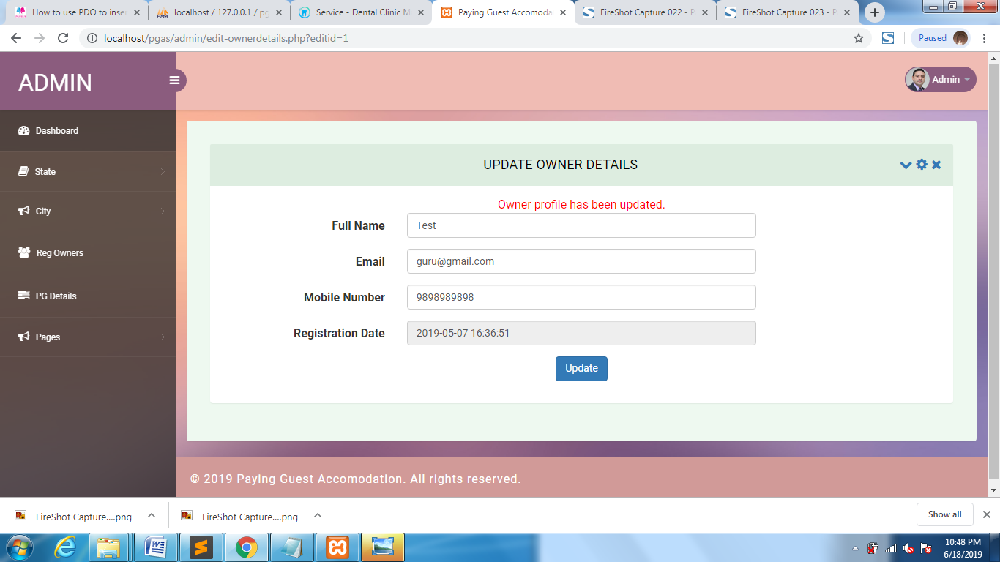 How to use PDO to inser
localhost / 127.0.0.1 / pg
Service - Dental Clinic M
Paying Guest Accomoda
FireShot Capture 022 - P
FireShot Capture 023 - P
localhost/pgas/admin/edit-ownerdetails.php?editid=1
Paused
ADMIN
Admin
Dashboard
State
City
Reg Owners
PG Details
Pages
UPDATE OWNER DETAILS
Owner profile has been updated.
Full Name Test
Email guru@gmail.com
Mobile Number 9898989898
Registration Date 2019-05-07 16:36:51
Update
© 2019 Paying Guest Accomodation. All rights reserved.
FireShot Capture....png
FireShot Capture....png
Show all
10:48 PM
6/18/2019